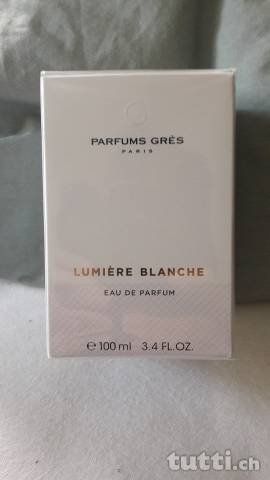 PARFUMS GRÈS
PARIS
LUMIÈRE BLANCHE
EAU DE PARFUM
℮ 100 ml 3.4 FL.OZ.
tutti.ch